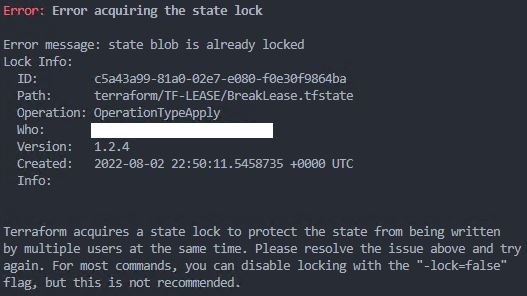 Error: Error acquiring the state lock
Error message: state blob is already locked
Lock Info:
ID: c5a43a99-81a0-02e7-e080-f0e30f9864ba
Path: terraform/TF-LEASE/BreakLease.tfstate
Operation: OperationTypeApply
Who:
Version: 1.2.4
Created: 2022-08-02 22:50:11.5458735 +0000 UTC
Info:
Terraform acquires a state lock to protect the state from being written
by multiple users at the same time. Please resolve the issue above and try
again. For most commands, you can disable locking with the "-lock=false"
flag, but this is not recommended.